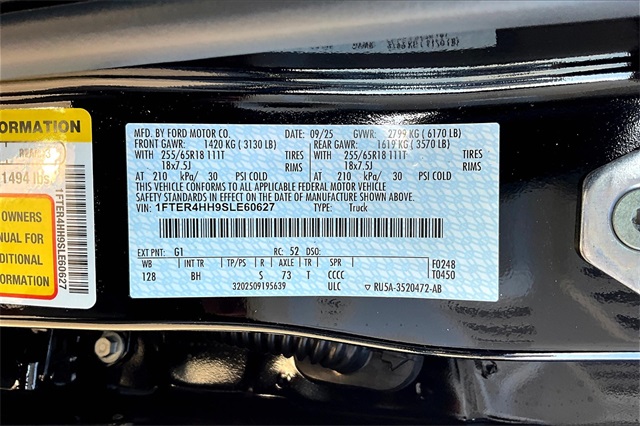 MFD. BY FORD MOTOR CO. DATE: 09/25 GVWR: 2799 KG ( 6170 LB)
FRONT GAWR: 1420 KG ( 3130 LB) REAR GAWR: 1619 KG ( 3570 LB)
WITH 255/65R18 111T TIRES WITH 255/65R18 111T TIRES
18x7.5J RIMS 18x7.5J RIMS
AT 210 kPa/ 30 PSI COLD AT 210 kPa/ 30 PSI COLD
THIS VEHICLE CONFORMS TO ALL APPLICABLE FEDERAL MOTOR VEHICLE
SAFETY STANDARDS IN EFFECT ON THE DATE OF MANUFACTURE SHOWN ABOVE.
VIN: 1FTER4HH9SLE60627 TYPE: Truck
EXT PNT: G1 RC: 52 DSO:
WB INT TR TP/PS R AXLE TR SPR F0248
128 BH S 73 T CCCC T0450
3202509195639 ULC RU5A-3520472-AB
ORMATION
1494 lbs.
OWNERS
NUAL FOR
DITIONAL
ORMATION
1FTER4HH9SLE60627